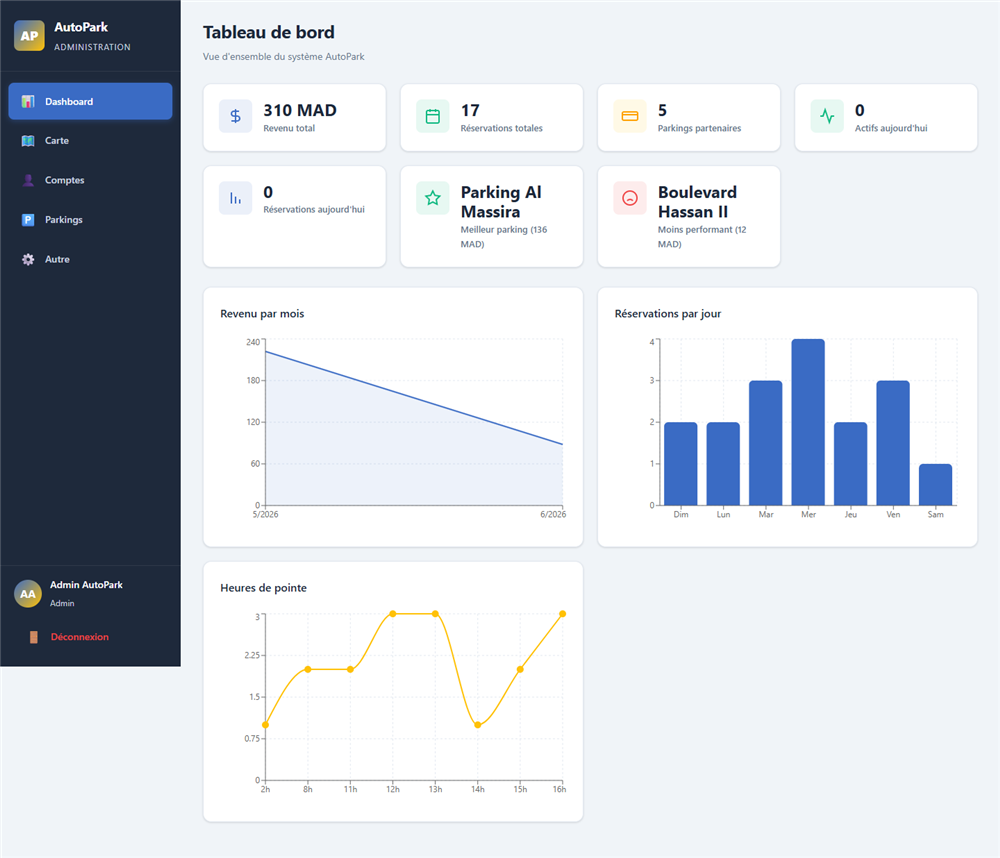 AP
AutoPark
ADMINISTRATION
Dashboard
Carte
Comptes
P
Parkings
Autre
AA
Admin AutoPark
Admin
Déconnexion
Tableau de bord
Vue d'ensemble du système AutoPark
$
310 MAD
Revenu total
17
Réservations totales
5
Parkings partenaires
0
Actifs aujourd'hui
0
Réservations aujourd'hui
Parking Al
Massira
Meilleur parking (136
MAD)
Boulevard
Hassan II
Moins performant (12
MAD)
Revenu par mois
240
180
120
60
0
5/2026
6/2026
Réservations par jour
4
3
2
1
0
Dim
Lun
Mar
Mer
Jeu
Ven
Sam
Heures de pointe
3
2.25
1.5
0.75
0
2h
8h
11h
12h
13h
14h
15h
16h